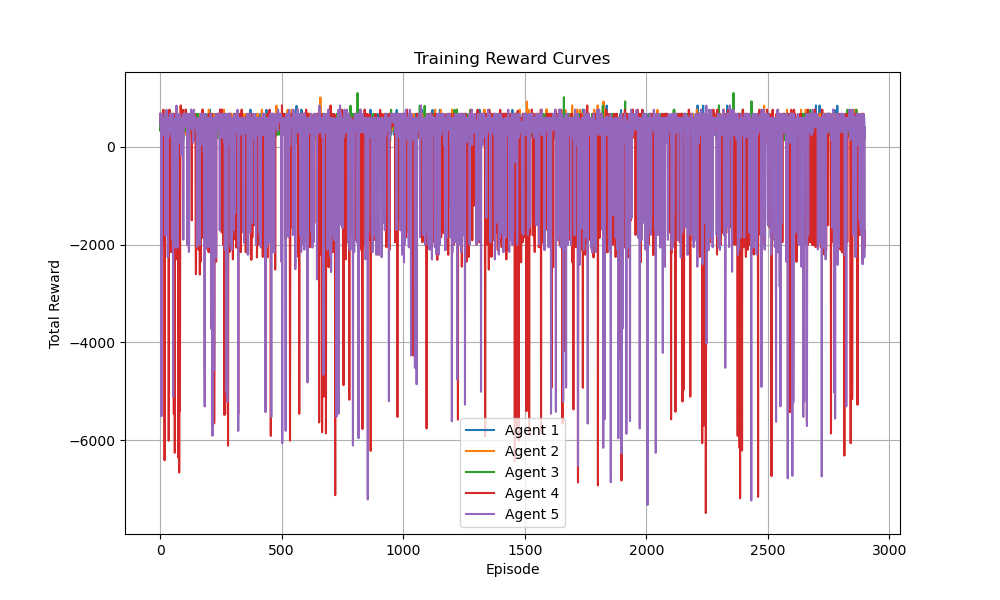 Training Reward Curves
Total Reward
0
−2000
−4000
−6000
Agent 1
Agent 2
Agent 3
Agent 4
Agent 5
0 500 1000 1500 2000 2500 3000
Episode